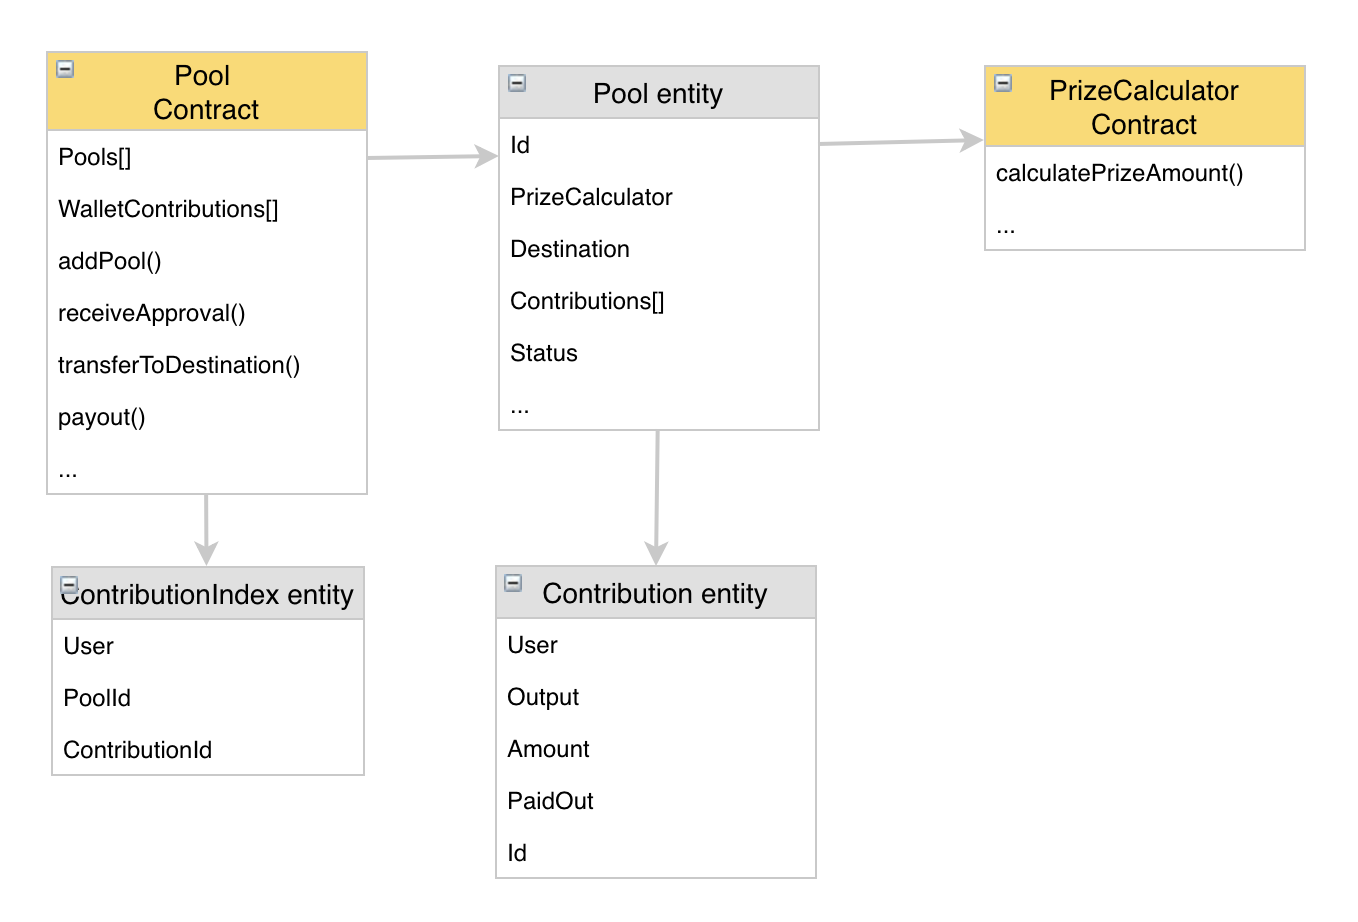 Pool
Contract
Pools[]
WalletContributions[]
addPool()
receiveApproval()
transferToDestination()
payout()
...
Pool entity
Id
PrizeCalculator
Destination
Contributions[]
Status
...
PrizeCalculator
Contract
calculatePrizeAmount()
...
ContributionIndex entity
User
PoolId
ContributionId
Contribution entity
User
Output
Amount
PaidOut
Id